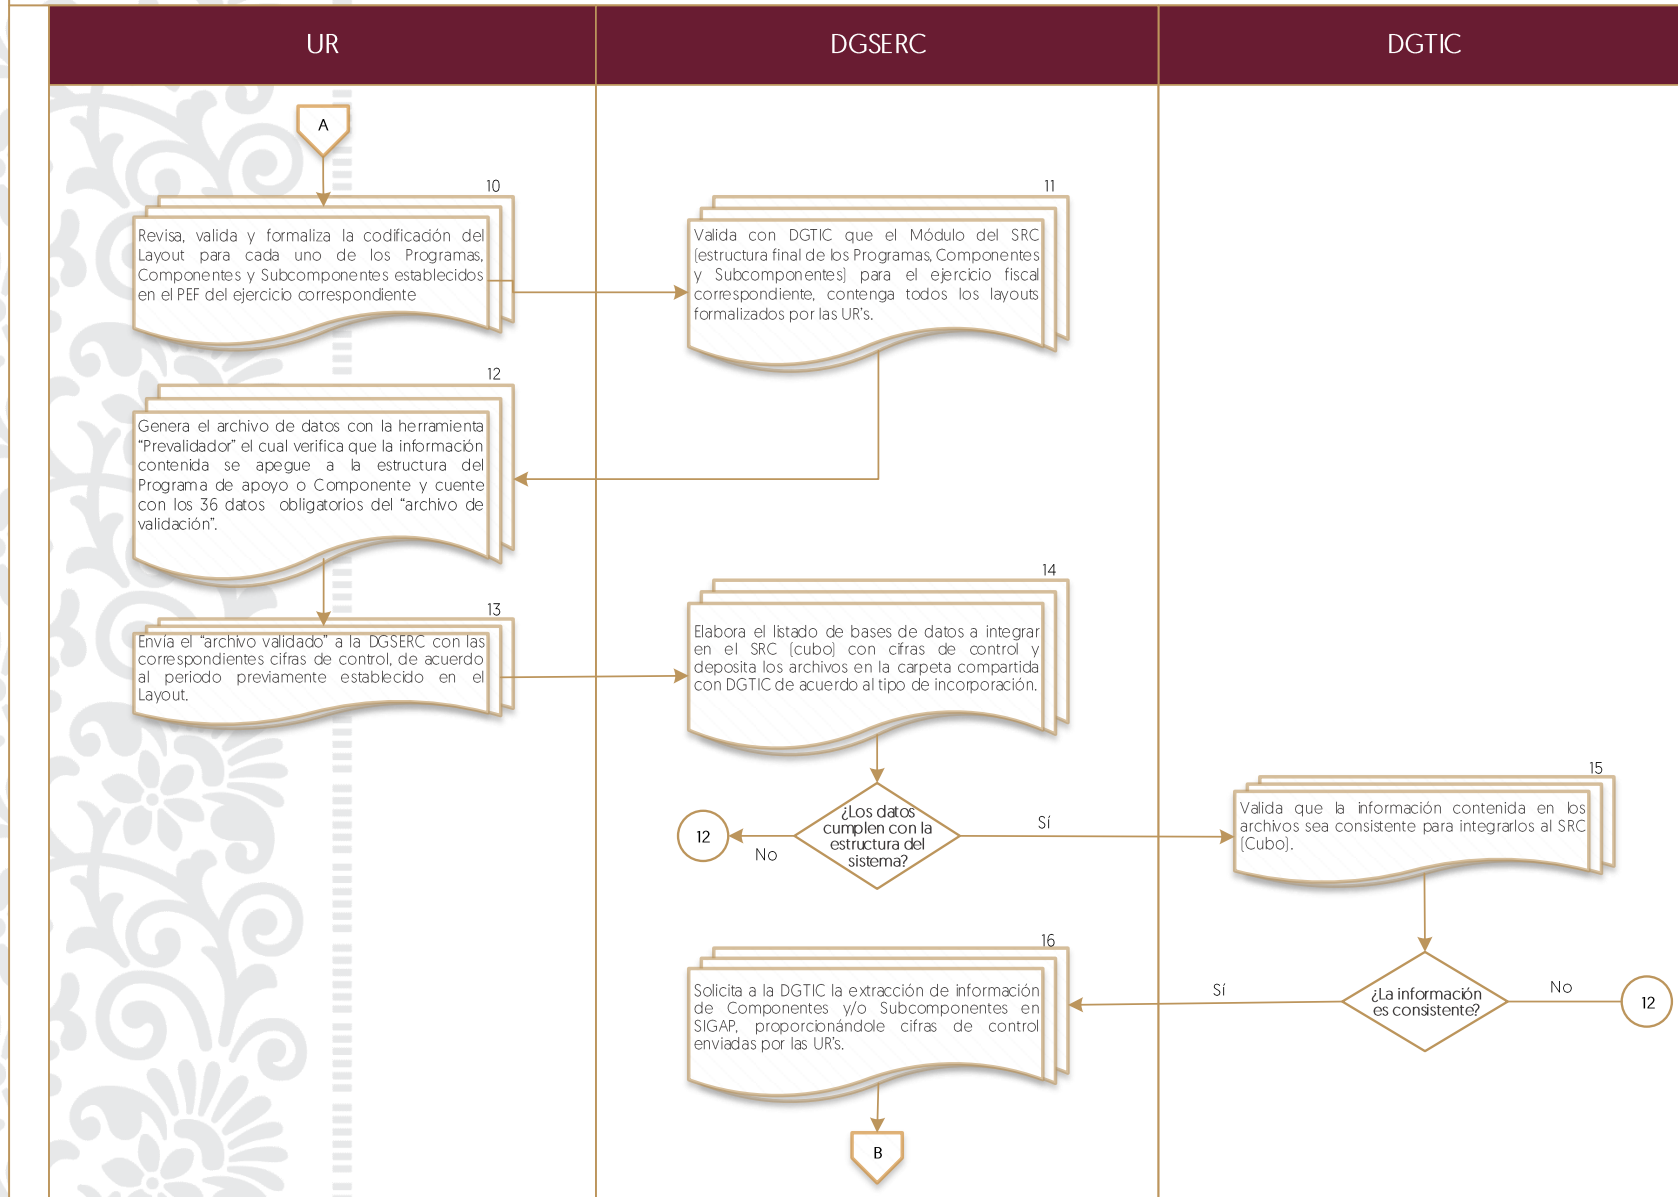 UR
DGSERC
DGTIC
A
10
Revisa, valida y formaliza la codificación del
Layout para cada uno de los Programas,
Componentes y Subcomponentes establecidos
en el PEF del ejercicio correspondiente
11
Valida con DGTIC que el Módulo del SRC
(estructura final de los Programas, Componentes
y Subcomponentes) para el ejercicio fiscal
correspondiente, contenga todos los layouts
formalizados por las UR's.
12
Genera el archivo de datos con la herramienta
“Prevalidador” el cual verifica que la información
contenida se apegue a la estructura del
Programa de apoyo o Componente y cuente
con los 36 datos obligatorios del “archivo de
validación”.
13
Envía el “archivo validado” a la DGSERC con las
correspondientes cifras de control, de acuerdo
al periodo previamente establecido en el
Layout.
14
Elabora el listado de bases de datos a integrar
en el SRC (cubo) con cifras de control y
deposita los archivos en la carpeta compartida
con DGTIC de acuerdo al tipo de incorporación.
¿Los datos
cumplen con la
estructura del
sistema?
No
12
Sí
15
Valida que la información contenida en los
archivos sea consistente para integrarlos al SRC
(Cubo).
¿La información
es consistente?
No
12
Sí
16
Solicita a la DGTIC la extracción de información
de Componentes y/o Subcomponentes en
SIGAP, proporcionándole cifras de control
enviadas por las UR's.
B